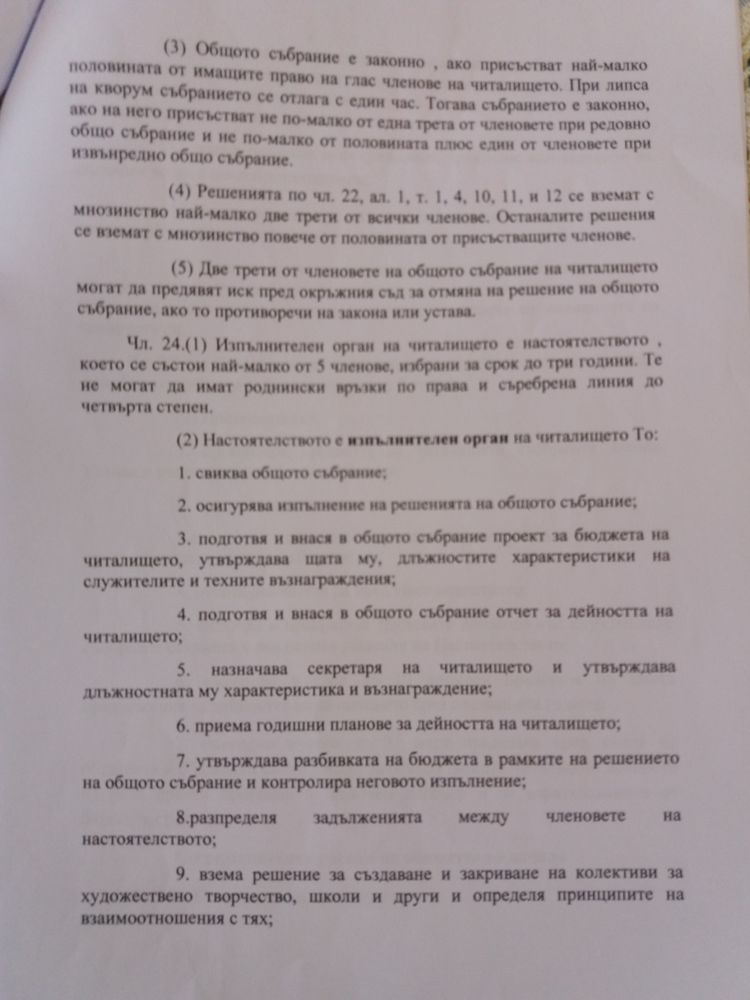 (3) Общото събрание е законно , ако присъстват най-малко
половината от имащите право на глас членове на читалището. При липса
на кворум събранието се отлага с един час. Тогава събранието е законно,
ако на него присъстват не по-малко от една трета от членовете при редовно
общо събрание и не по-малко от половината плюс един от членовете при
извънредно общо събрание.
(4) Решенията по чл. 22, ал. 1, т. 1, 4, 10, 11, и 12 се вземат с
мнозинство най-малко две трети от всички членове. Останалите решения
се вземат с мнозинство повече от половината от присъстващите членове.
(5) Две трети от членовете на общото събрание на читалището
могат да предявят иск пред окръжния съд за отмяна на решение на общото
събрание, ако то противоречи на закона или устава.
Чл. 24.(1) Изпълнителен орган на читалището е настоятелството ,
което се състои най-малко от 5 членове, избрани за срок до три години. Те
не могат да имат роднински връзки по права и съребрена линия до
четвърта степен.
(2) Настоятелството е изпълнителен орган на читалището То:
1. свиква общото събрание;
2. осигурява изпълнение на решенията на общото събрание;
3. подготвя и внася в общото събрание проект за бюджета на
читалището, утвърждава щата му, длъжностите характеристики на
служителите и техните възнаграждения;
4. подготвя и внася в общото събрание отчет за дейността на
читалището;
5. назначава секретаря на читалището и утвърждава
длъжностната му характеристика и възнаграждение;
6. приема годишни планове за дейността на читалището;
7. утвърждава разбивката на бюджета в рамките на решението
на общото събрание и контролира неговото изпълнение;
8.разпределя задълженията между членовете на
настоятелството;
9. взема решение за създаване и закриване на колективи за
художествено творчество, школи и други и определя принципите на
взаимоотношения с тях;